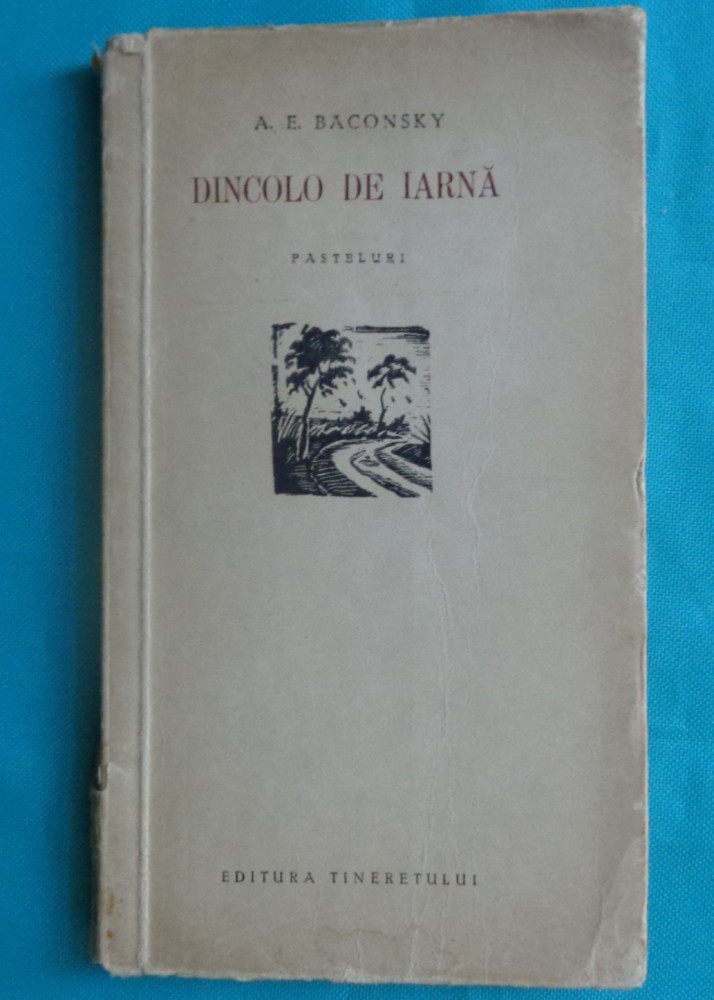 A. E. BACONSKY
DINCOLO DE IARNĂ
PASTELURI
EDITURA TINERETULUI